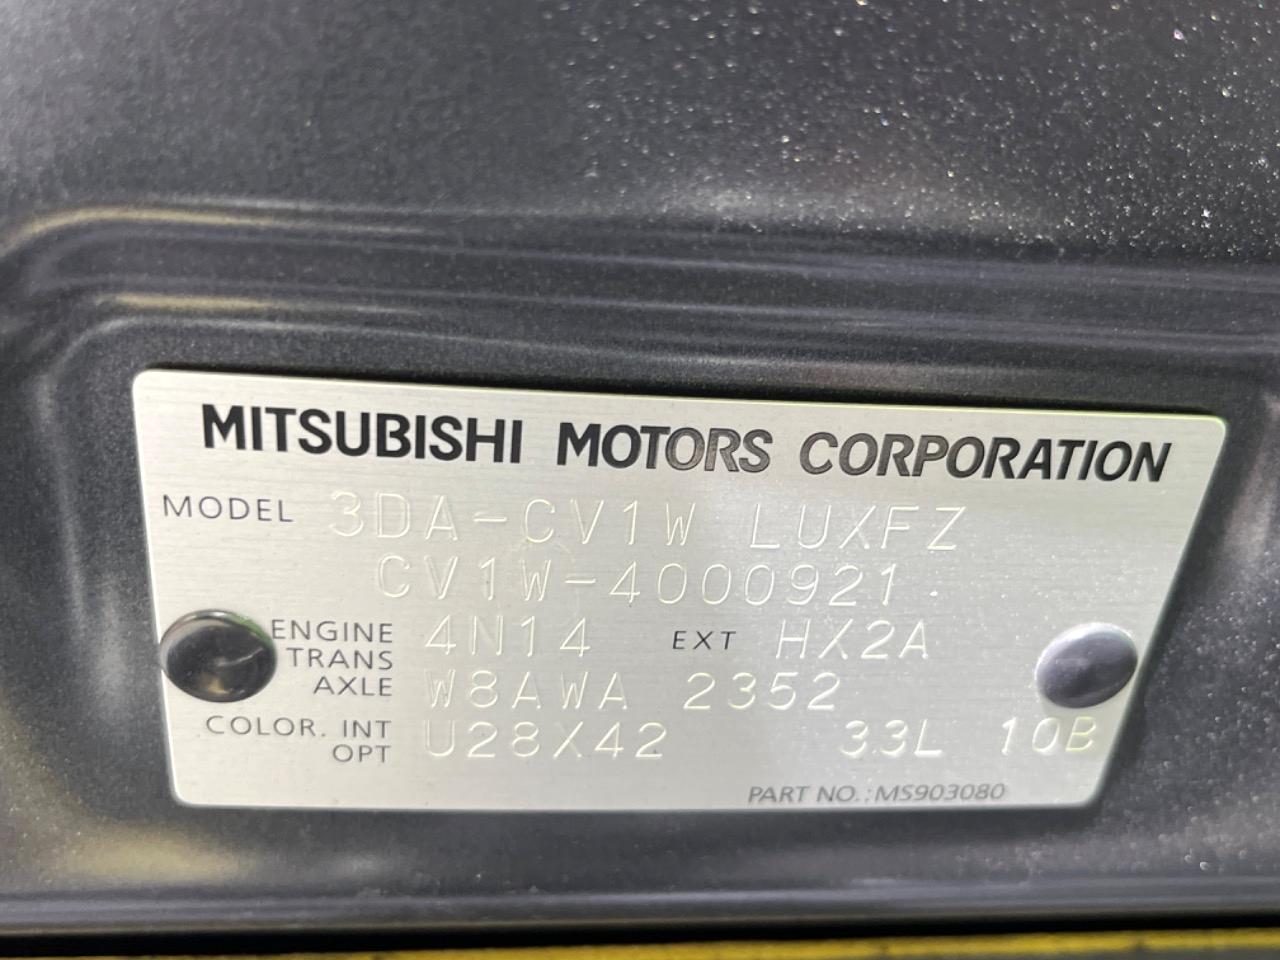 MITSUBISHI MOTORS CORPORATION
MODEL 3DA-CV1W LUXFZ
CV1W-4000921
ENGINE 4N14 EXT HX2A
TRANS
AXLE W8AWA 2352
COLOR. INT
OPT U28X42 33L 10B
PART NO.:MS903080